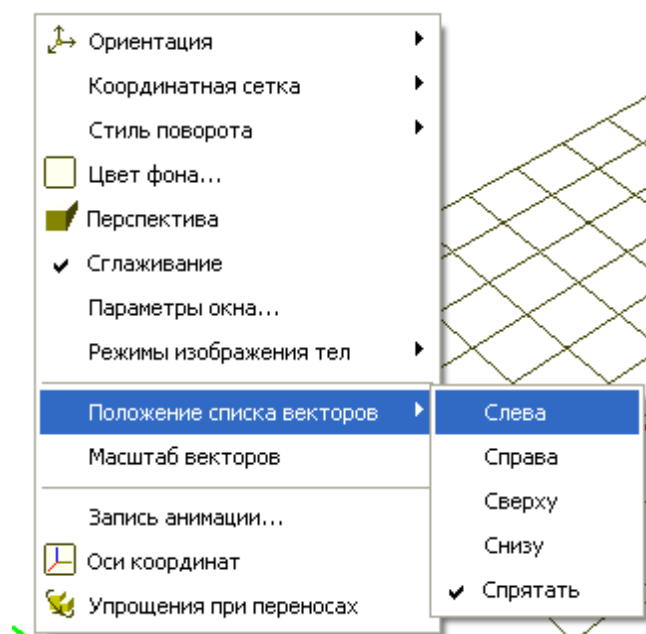 Ориентация
Координатная сетка
Стиль поворота
Цвет фона...
Перспектива
Сглаживание
Параметры окна...
Режимы изображения тел
Положение списка векторов
Масштаб векторов
Запись анимации...
Оси координат
Упрощения при переносах
Слева
Справа
Сверху
Снизу
Спрятать